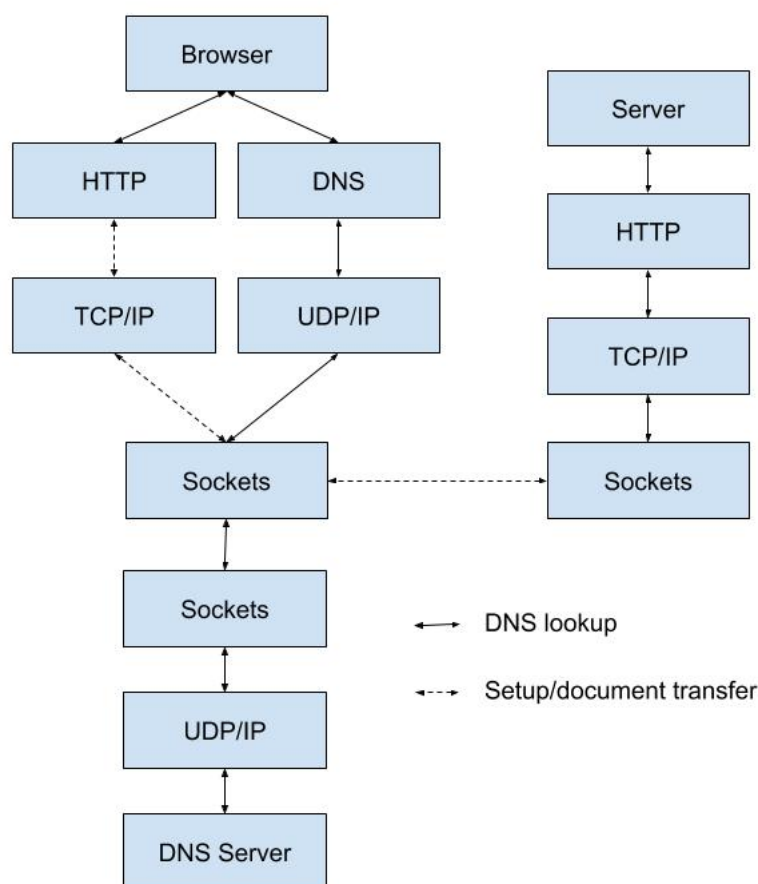 Browser
Server
HTTP
DNS
HTTP
TCP/IP
UDP/IP
TCP/IP
Sockets
Sockets
Sockets
DNS lookup
Setup/document transfer
UDP/IP
DNS Server